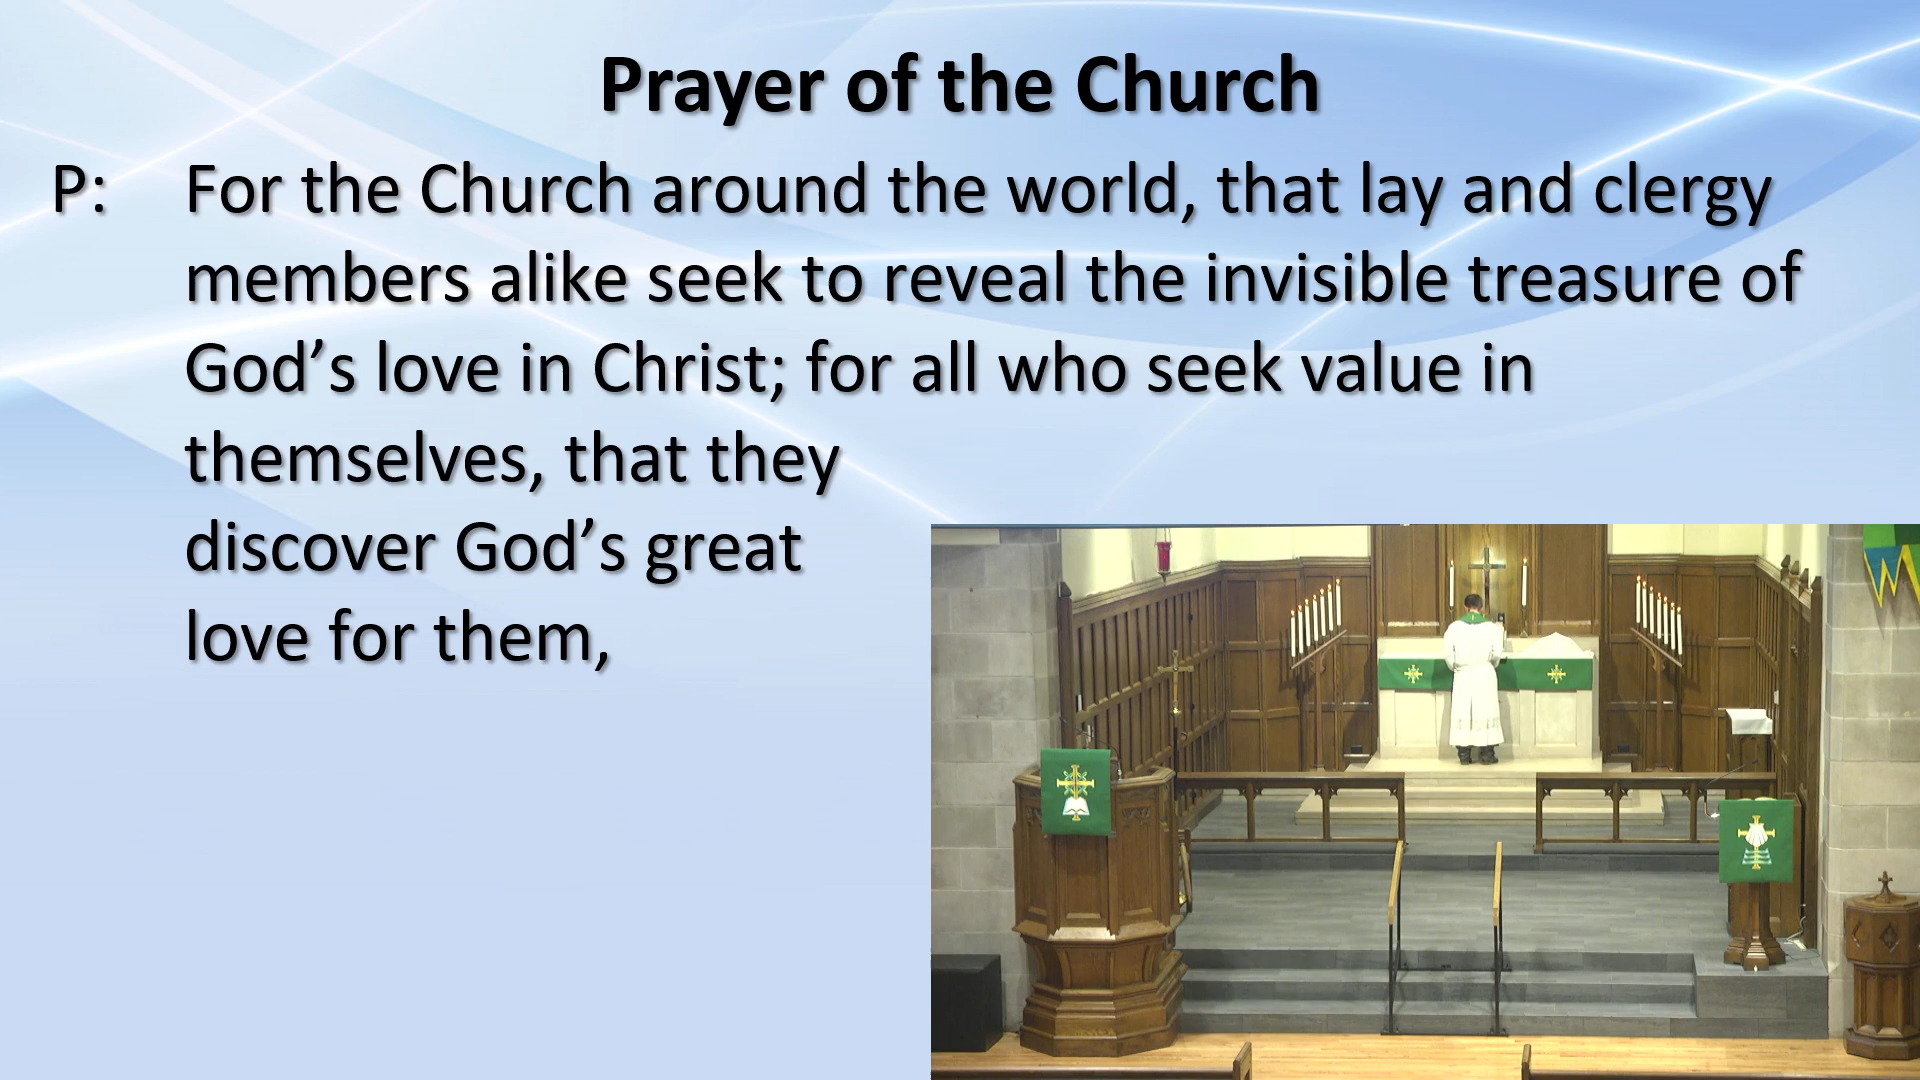 Prayer of the Church
P: For the Church around the world, that lay and clergy
members alike seek to reveal the invisible treasure of
God’s love in Christ; for all who seek value in
themselves, that they
discover God’s great
love for them,